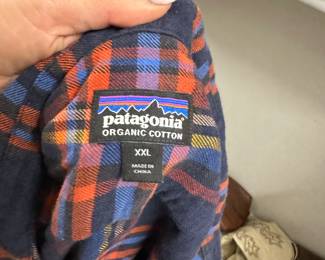 patagonia
ORGANIC COTTON
XXL
MADE IN
CHINA